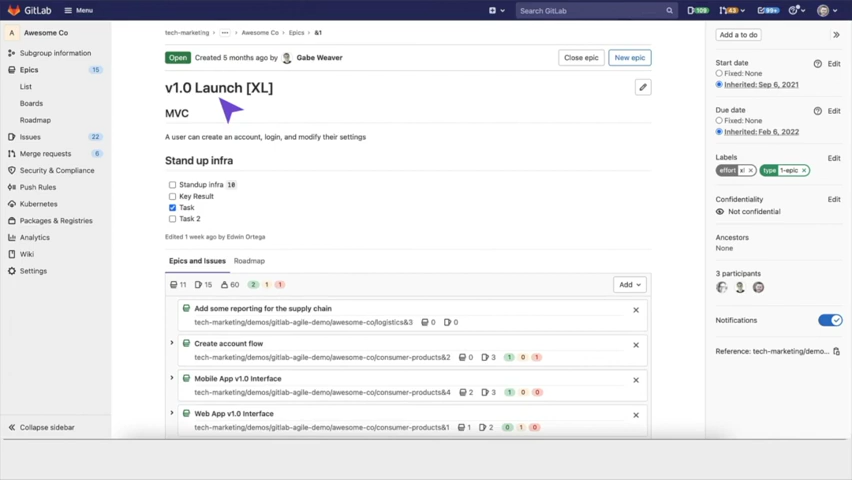 GitLab
Menu
Search GitLab
109
43
99+
A Awesome Co
Subgroup information
Epics 15
List
Boards
Roadmap
Issues 22
Merge requests 6
Security & Compliance
Push Rules
Kubernetes
Packages & Registries
Analytics
Wiki
Settings
Collapse sidebar
tech-marketing › ... › Awesome Co › Epics › &1
Open Created 5 months ago by Gabe Weaver
Close epic
New epic
v1.0 Launch [XL]
MVC
A user can create an account, login, and modify their settings
Stand up infra
Standup infra 10
Key Result
Task
Task 2
Edited 1 week ago by Edwin Ortega
Epics and Issues Roadmap
11 15 60 2 1 1
Add
Add some reporting for the supply chain
tech-marketing/demos/gitlab-agile-demo/awesome-co/logistics&3 0 0
Create account flow
tech-marketing/demos/gitlab-agile-demo/awesome-co/consumer-products&2 0 3 1 0 1
Mobile App v1.0 Interface
tech-marketing/demos/gitlab-agile-demo/awesome-co/consumer-products&4 2 3 1 0 0
Web App v1.0 Interface
tech-marketing/demos/gitlab-agile-demo/awesome-co/consumer-products&1 1 2 0 1 0
Add a to do
Start date Edit
Fixed: None
Inherited: Sep 6, 2021
Due date Edit
Fixed: None
Inherited: Feb 6, 2022
Labels Edit
effort xl × type 1-epic ×
Confidentiality Edit
Not confidential
Ancestors
None
3 participants
Notifications
Reference: tech-marketing/demo...